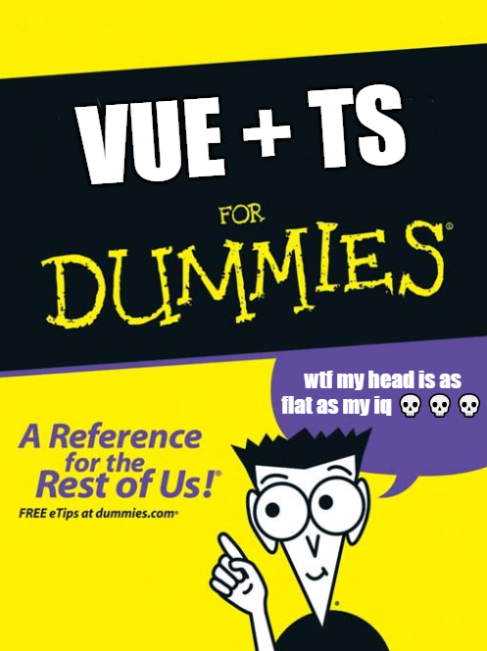 VUE + TS
FOR
DUMMIES®
wtf my head is as
flat as my iq 💀 💀 💀
A Reference
for the
Rest of Us!®
FREE eTips at dummies.com®